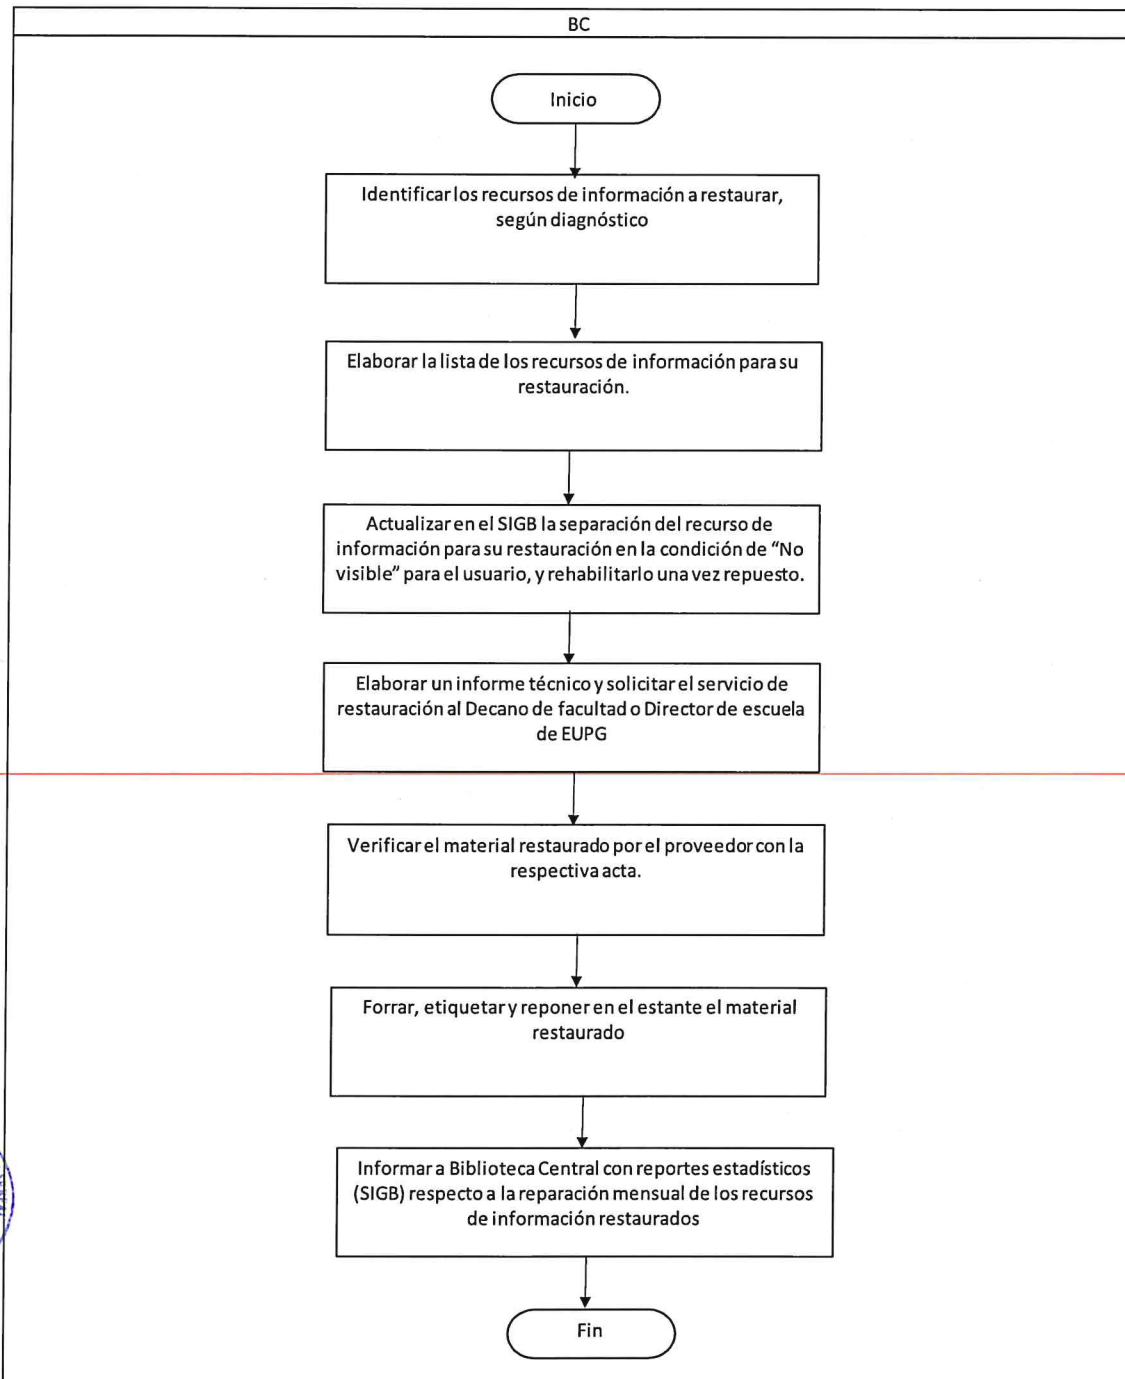 BC
Inicio
Identificar los recursos de información a restaurar,
según diagnóstico
Elaborar la lista de los recursos de información para su
restauración.
Actualizar en el SIGB la separación del recurso de
información para su restauración en la condición de “No
visible” para el usuario, y rehabilitarlo una vez repuesto.
Elaborar un informe técnico y solicitar el servicio de
restauración al Decano de facultad o Director de escuela
de EUPG
Verificar el material restaurado por el proveedor con la
respectiva acta.
Forrar, etiquetar y reponer en el estante el material
restaurado
Informar a Biblioteca Central con reportes estadísticos
(SIGB) respecto a la reparación mensual de los recursos
de información restaurados
Fin